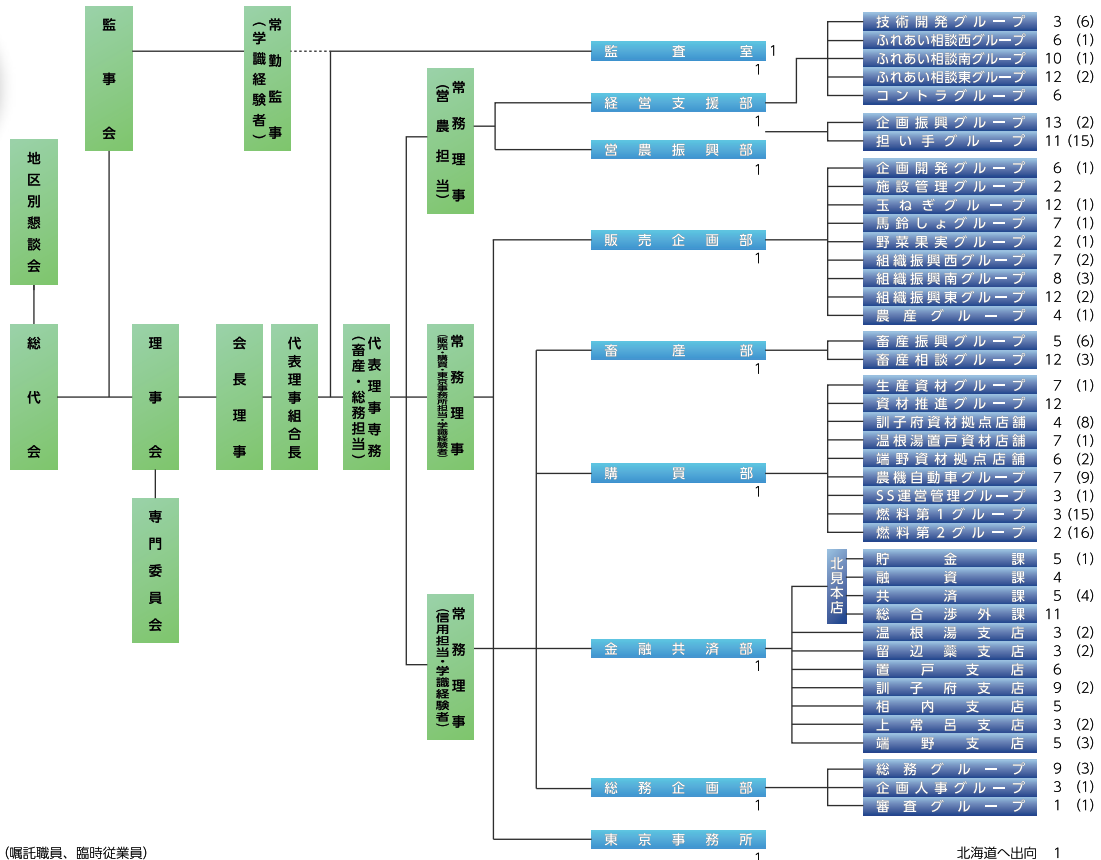 監事会
常勤監事
（学識経験者）
地区別懇談会
総代会
理事会
専門委員会
会長理事
代表理事組合長
代表理事専務
（畜産・総務担当）
常務理事
（営農担当）
常務理事
（販売・購買・東京事務所担当・学識経験者）
常務理事
（信用担当・学識経験者）
監査室 1
1
経営支援部
1
営農振興部
1
販売企画部
1
畜産部
1
購買部
1
金融共済部
1
総務企画部
1
東京事務所
1
技術開発グループ 3 (6)
ふれあい相談西グループ 6 (1)
ふれあい相談南グループ 10 (1)
ふれあい相談東グループ 12 (2)
コントラグループ 6
企画振興グループ 13 (2)
担い手グループ 11 (15)
企画開発グループ 6 (1)
施設管理グループ 2
玉ねぎグループ 12 (1)
馬鈴しょグループ 7 (1)
野菜果実グループ 2 (1)
組織振興西グループ 7 (2)
組織振興南グループ 8 (3)
組織振興東グループ 12 (2)
農産グループ 4 (1)
畜産振興グループ 5 (6)
畜産相談グループ 12 (3)
生産資材グループ 7 (1)
資材推進グループ 12
訓子府資材拠点店舗 4 (8)
温根湯置戸資材店舗 7 (1)
端野資材拠点店舗 6 (2)
農機自動車グループ 7 (9)
SS運営管理グループ 3 (1)
燃料第1グループ 3 (15)
燃料第2グループ 2 (16)
北見本店
貯金課 5 (1)
融資課 4
共済課 5 (4)
総合渉外課 11
温根湯支店 3 (2)
留辺蘂支店 3 (2)
置戸支店 6
訓子府支店 9 (2)
相内支店 5
上常呂支店 3 (2)
端野支店 5 (3)
総務グループ 9 (3)
企画人事グループ 3 (1)
審査グループ 1 (1)
（嘱託職員、臨時従業員）
北海道へ出向 1